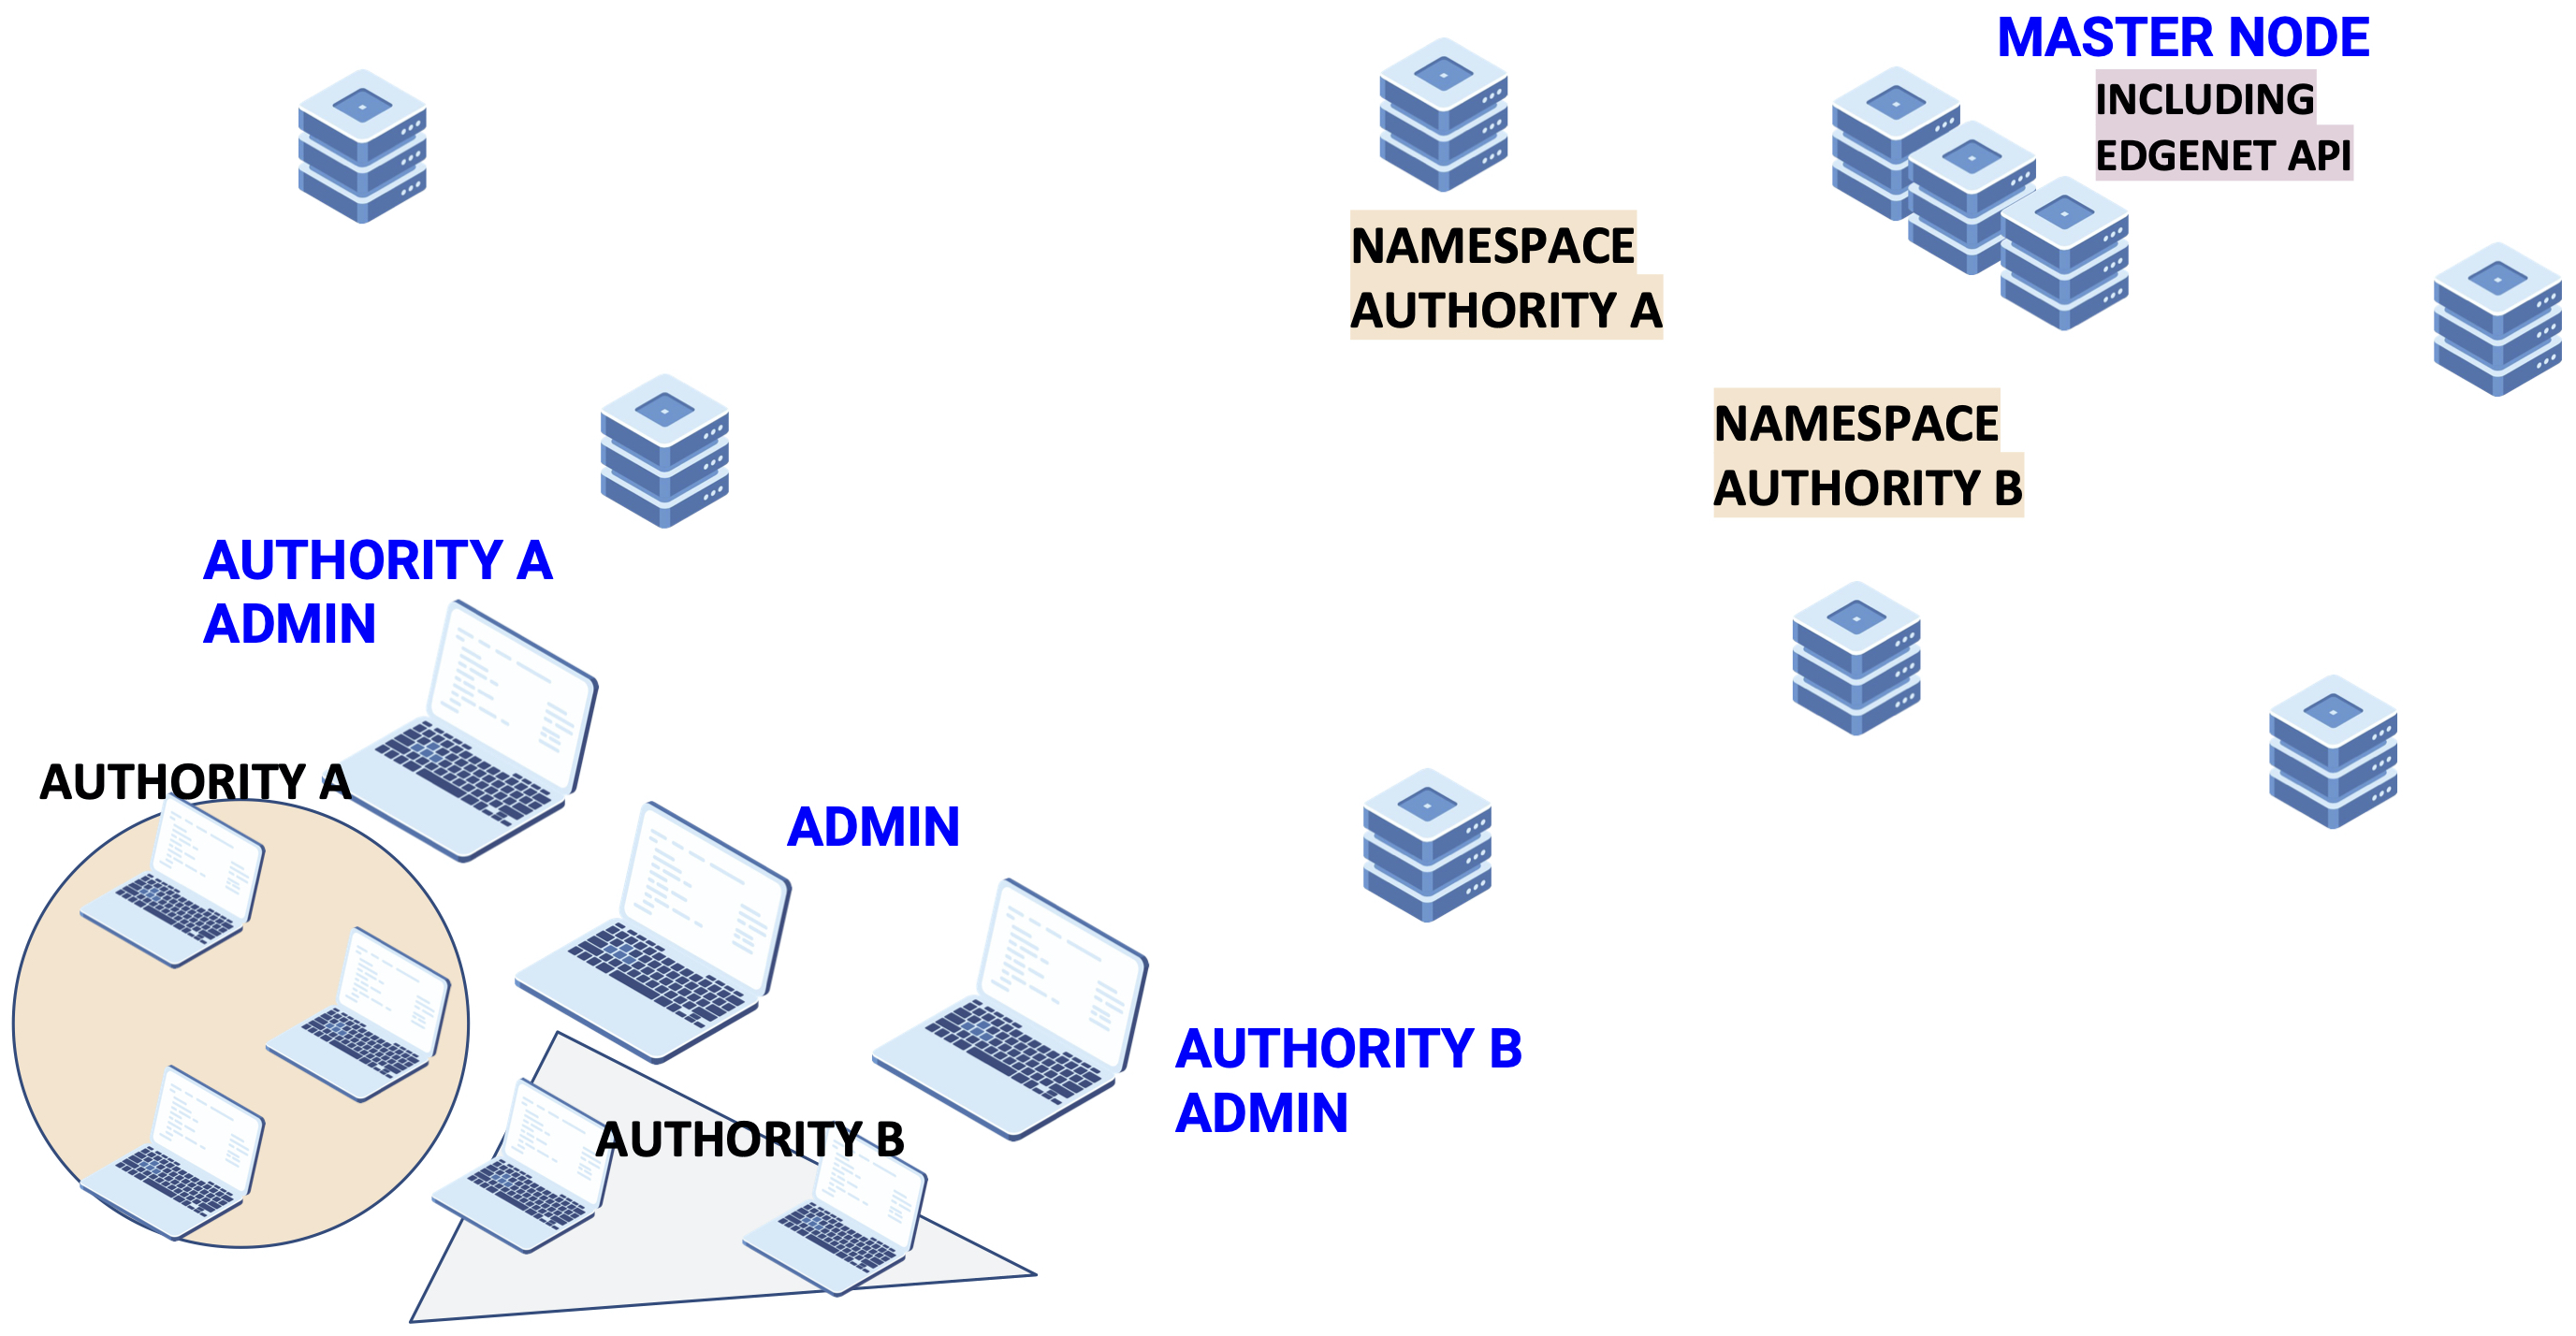 MASTER NODE
INCLUDING
EDGENET API
NAMESPACE
AUTHORITY A
NAMESPACE
AUTHORITY B
AUTHORITY A
ADMIN
AUTHORITY A
ADMIN
AUTHORITY B
ADMIN
AUTHORITY B